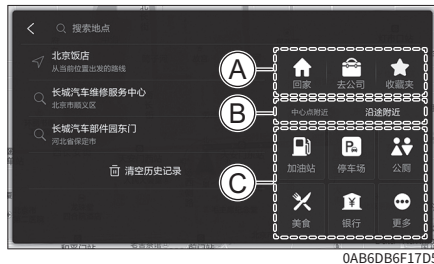 搜索地点
北京饭店
从当前位置出发的路线
长城汽车维修服务中心
北京市顺义区
长城汽车部件园东门
河北省保定市
清空历史记录
A
回家 去公司 收藏夹
B
中心点附近 沿途附近
C
加油站 停车场 公厕
美食 银行 更多
0AB6DB6F17D5